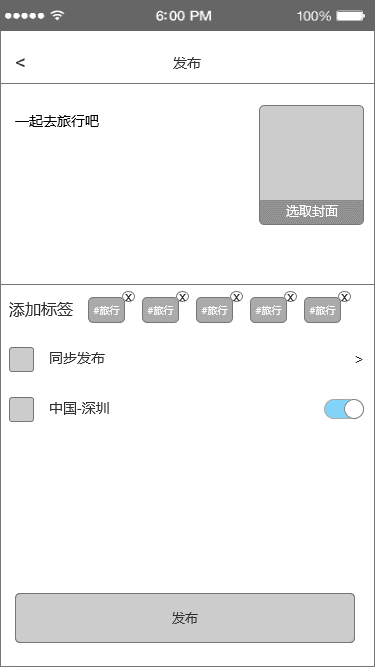 6:00 PM 100%
< 发布
一起去旅行吧
选取封面
添加标签 #旅行 x #旅行 x #旅行 x #旅行 x #旅行 x
同步发布 >
中国-深圳
发布